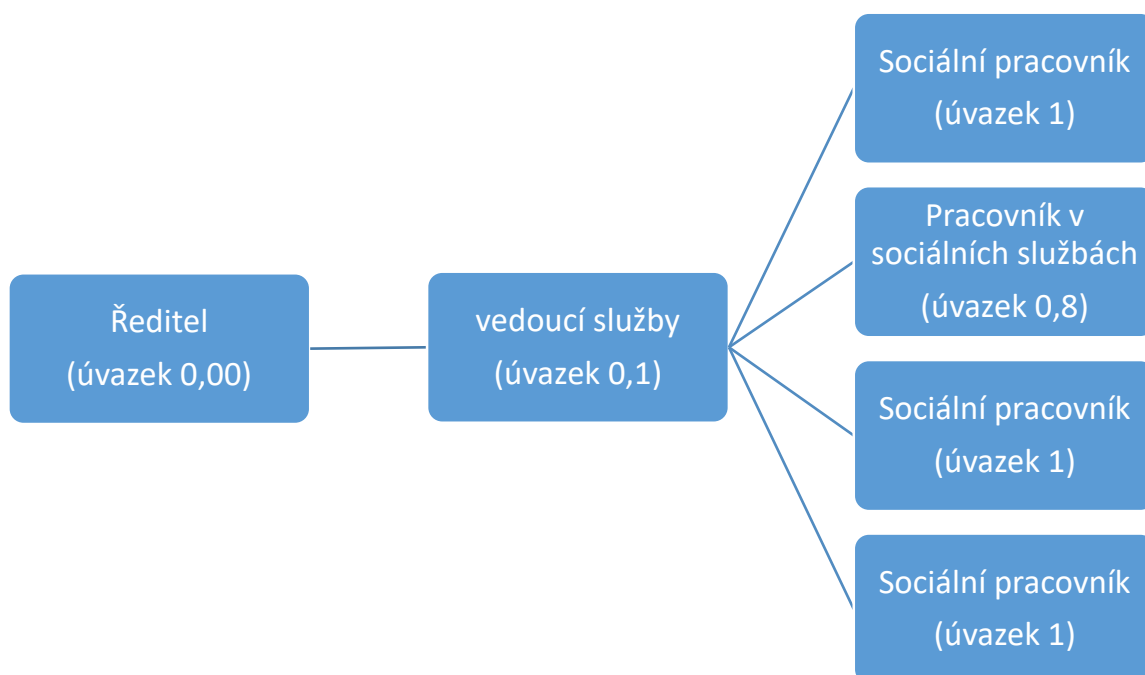 Ředitel
(úvazek 0,00)
vedoucí služby
(úvazek 0,1)
Sociální pracovník
(úvazek 1)
Pracovník v
sociálních službách
(úvazek 0,8)
Sociální pracovník
(úvazek 1)
Sociální pracovník
(úvazek 1)